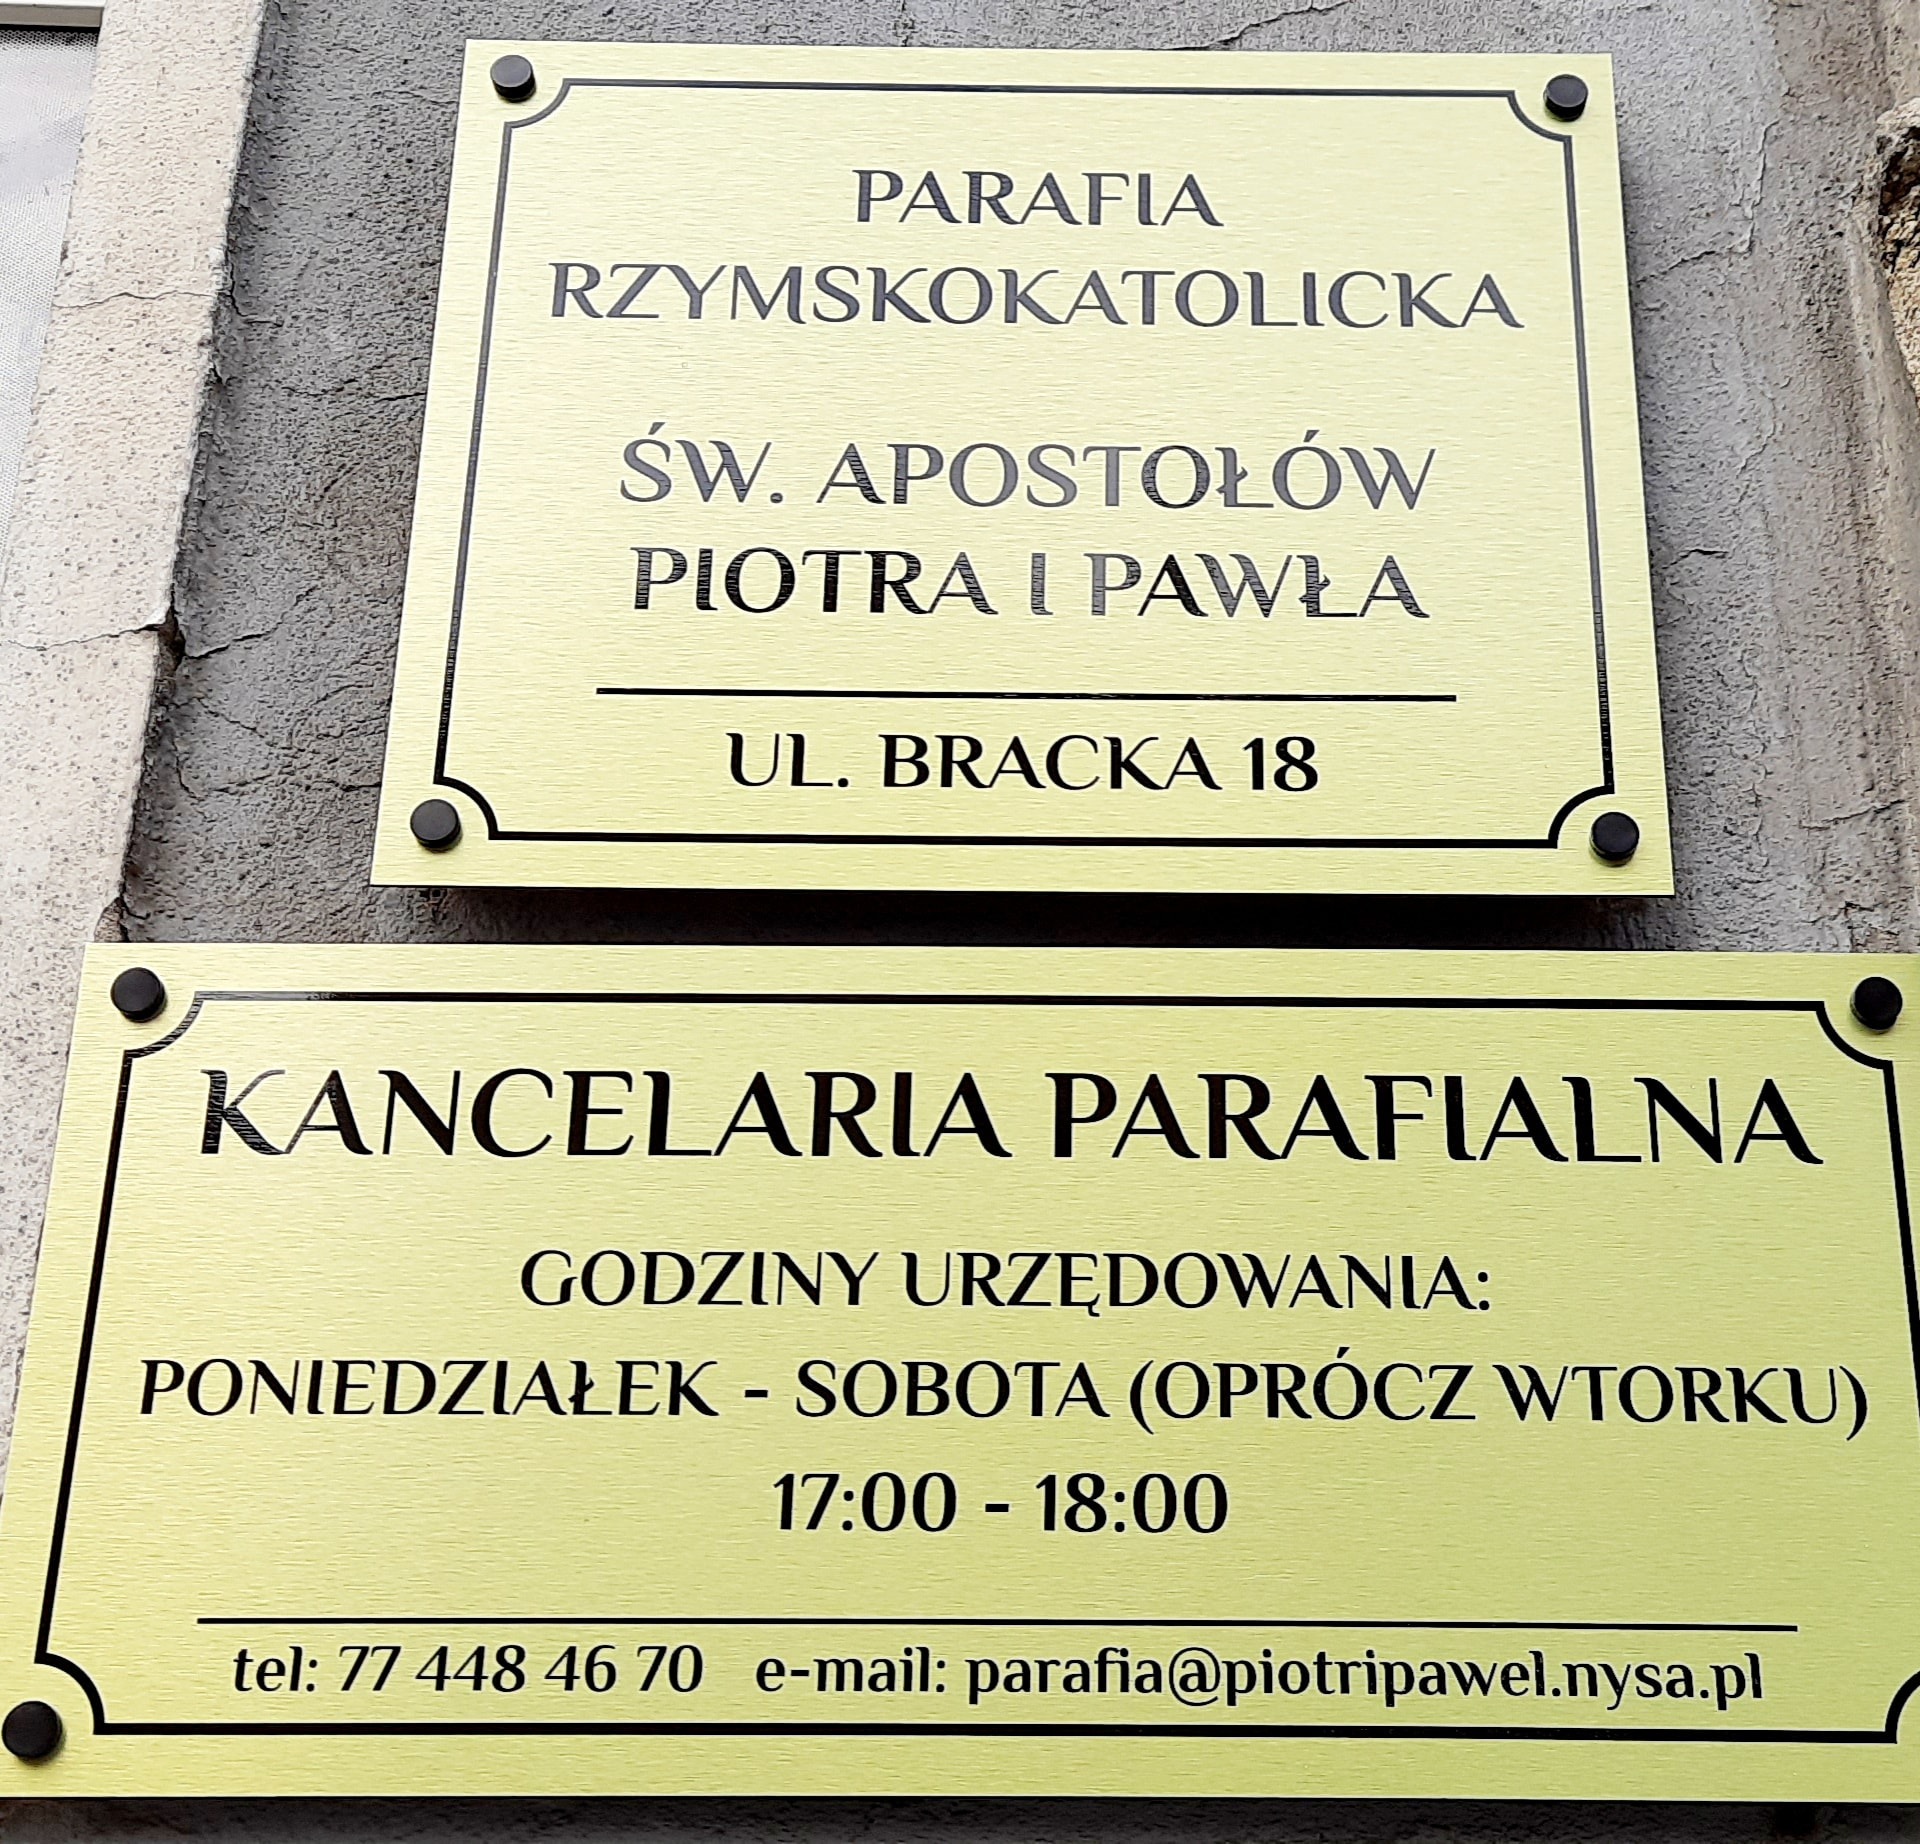 PARAFIA
RZYMSKOKATOLICKA
ŚW. APOSTOŁÓW
PIOTRA I PAWŁA
UL. BRACKA 18
KANCELARIA PARAFIALNA
GODZINY URZĘDOWANIA:
PONIEDZIAŁEK - SOBOTA (OPRÓCZ WTORKU)
17:00 - 18:00
tel: 77 448 46 70 e-mail: parafia@piotripawel.nysa.pl